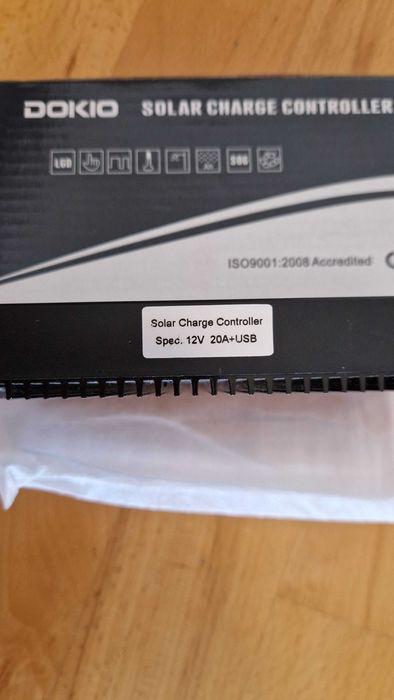 DOKIO SOLAR CHARGE CONTROLLER
LCD
ISO9001:2008 Accredited
Solar Charge Controller
Spec. 12V 20A+USB